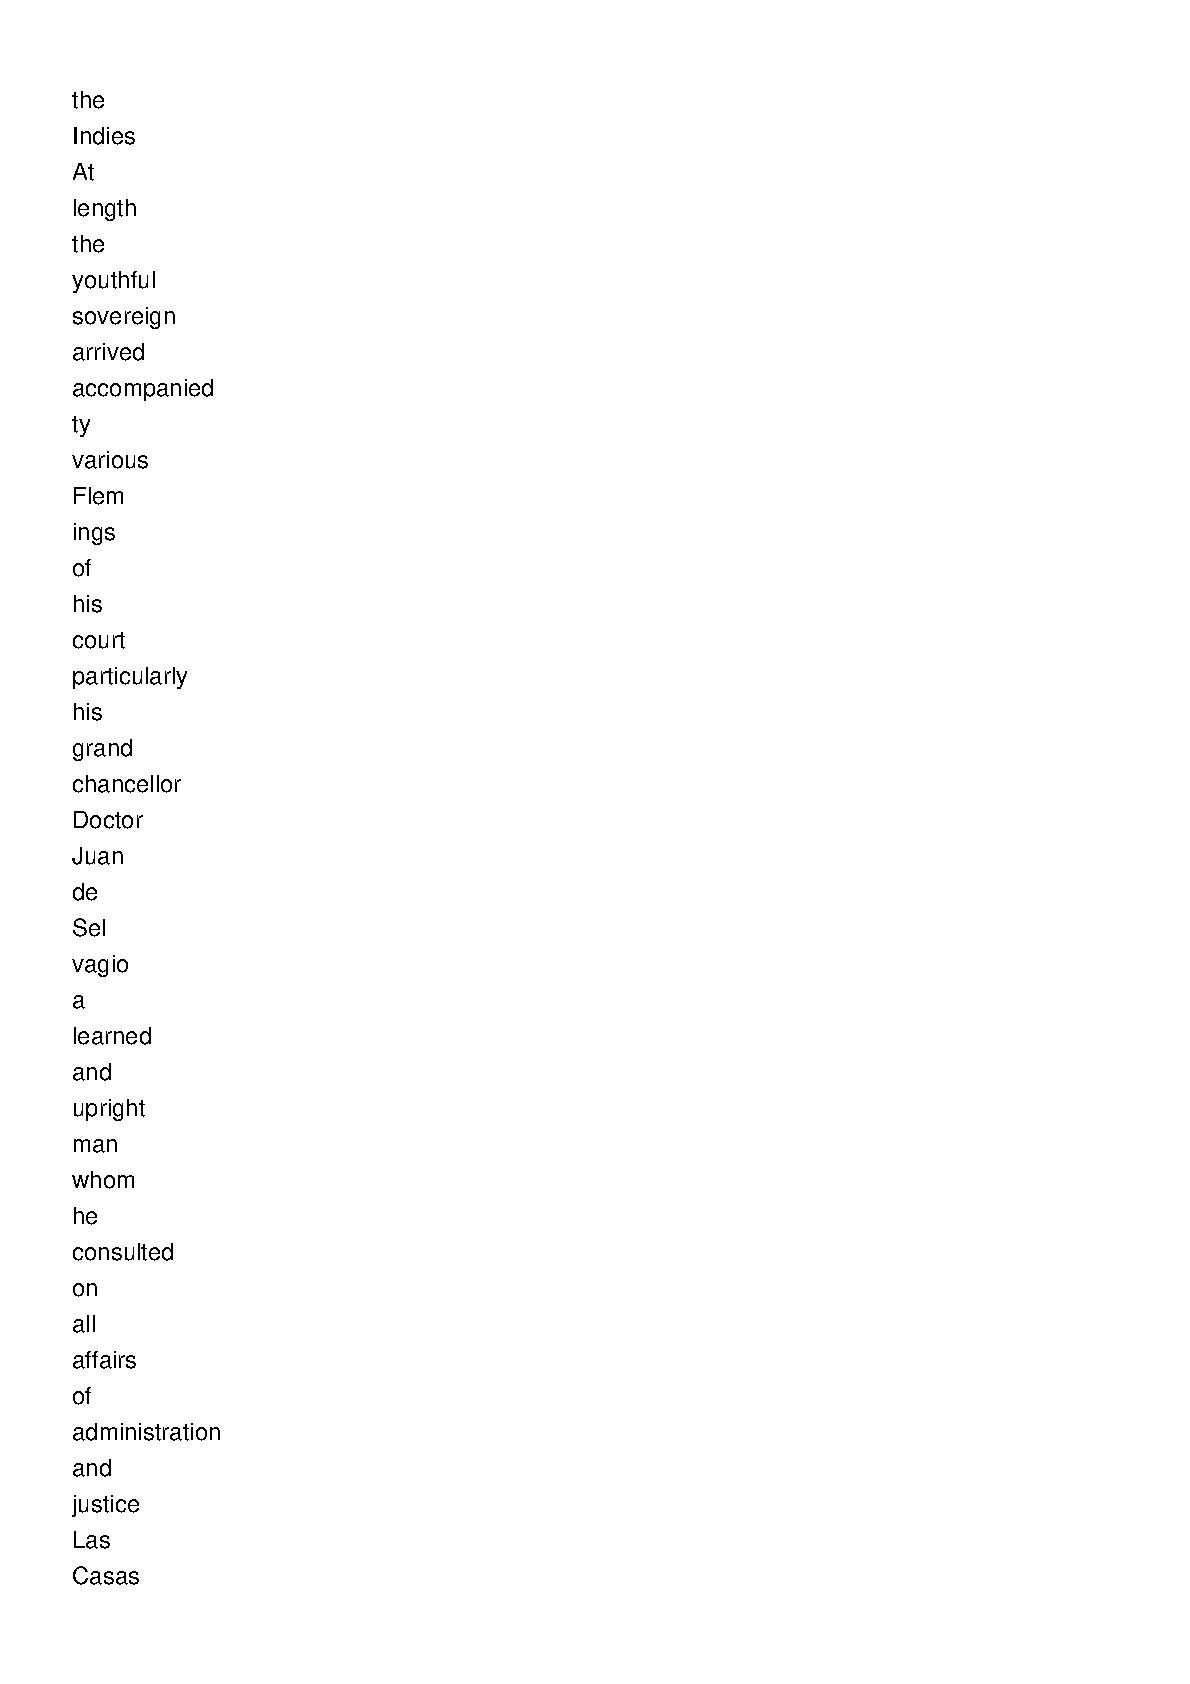 the
Indies
At
length
the
youthful
sovereign
arrived
accompanied
ty
various
Flem
ings
of
his
court
particularly
his
grand
chancellor
Doctor
Juan
de
Sel
vagio
a
learned
and
upright
man
whom
he
consulted
on
all
affairs
of
administration
and
justice
Las
Casas